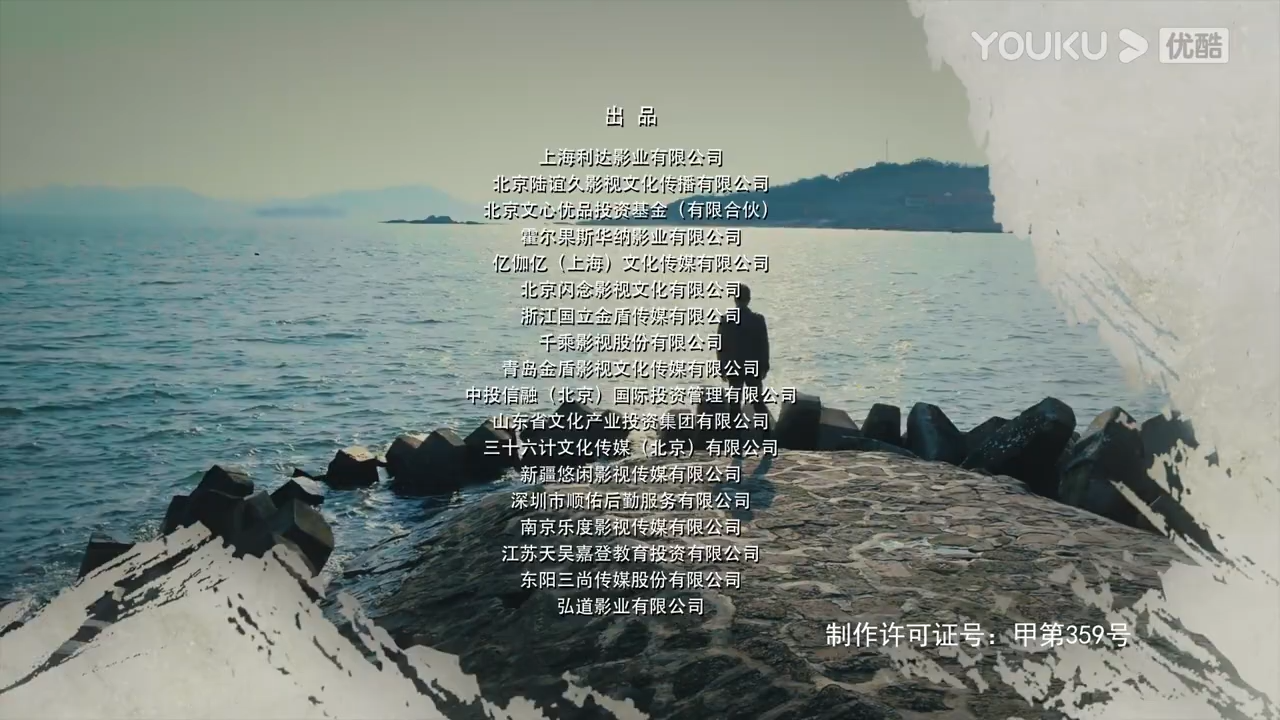 YOUKU 优酷
出 品
上海利达影业有限公司
北京陆谊久影视文化传播有限公司
北京文心优品投资基金（有限合伙）
霍尔果斯华纳影业有限公司
亿伽亿（上海）文化传媒有限公司
北京闪念影视文化有限公司
浙江国立金盾传媒有限公司
千乘影视股份有限公司
青岛金盾影视文化传媒有限公司
中投信融（北京）国际投资管理有限公司
山东省文化产业投资集团有限公司
三十六计文化传媒（北京）有限公司
新疆悠闲影视传媒有限公司
深圳市顺佑后勤服务有限公司
南京乐度影视传媒有限公司
江苏天吴嘉登教育投资有限公司
东阳三尚传媒股份有限公司
弘道影业有限公司
制作许可证号：甲第359号